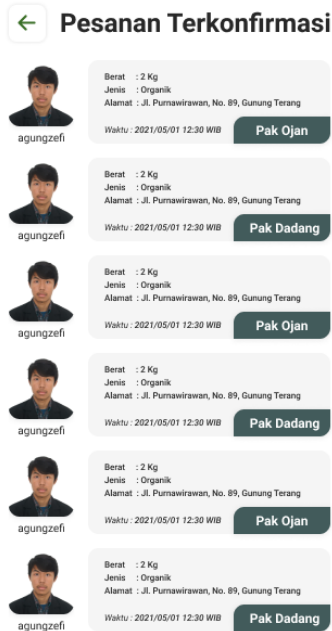 Pesanan Terkonfirmasi
Berat : 2 Kg
Jenis : Organik
Alamat : Jl. Purnawirawan, No. 89, Gunung Terang
Waktu : 2021/05/01 12:30 WIB
Pak Ojan
agungzefi
Berat : 2 Kg
Jenis : Organik
Alamat : Jl. Purnawirawan, No. 89, Gunung Terang
Waktu : 2021/05/01 12:30 WIB
Pak Dadang
agungzefi
Berat : 2 Kg
Jenis : Organik
Alamat : Jl. Purnawirawan, No. 89, Gunung Terang
Waktu : 2021/05/01 12:30 WIB
Pak Ojan
agungzefi
Berat : 2 Kg
Jenis : Organik
Alamat : Jl. Purnawirawan, No. 89, Gunung Terang
Waktu : 2021/05/01 12:30 WIB
Pak Dadang
agungzefi
Berat : 2 Kg
Jenis : Organik
Alamat : Jl. Purnawirawan, No. 89, Gunung Terang
Waktu : 2021/05/01 12:30 WIB
Pak Ojan
agungzefi
Berat : 2 Kg
Jenis : Organik
Alamat : Jl. Purnawirawan, No. 89, Gunung Terang
Waktu : 2021/05/01 12:30 WIB
Pak Dadang
agungzefi